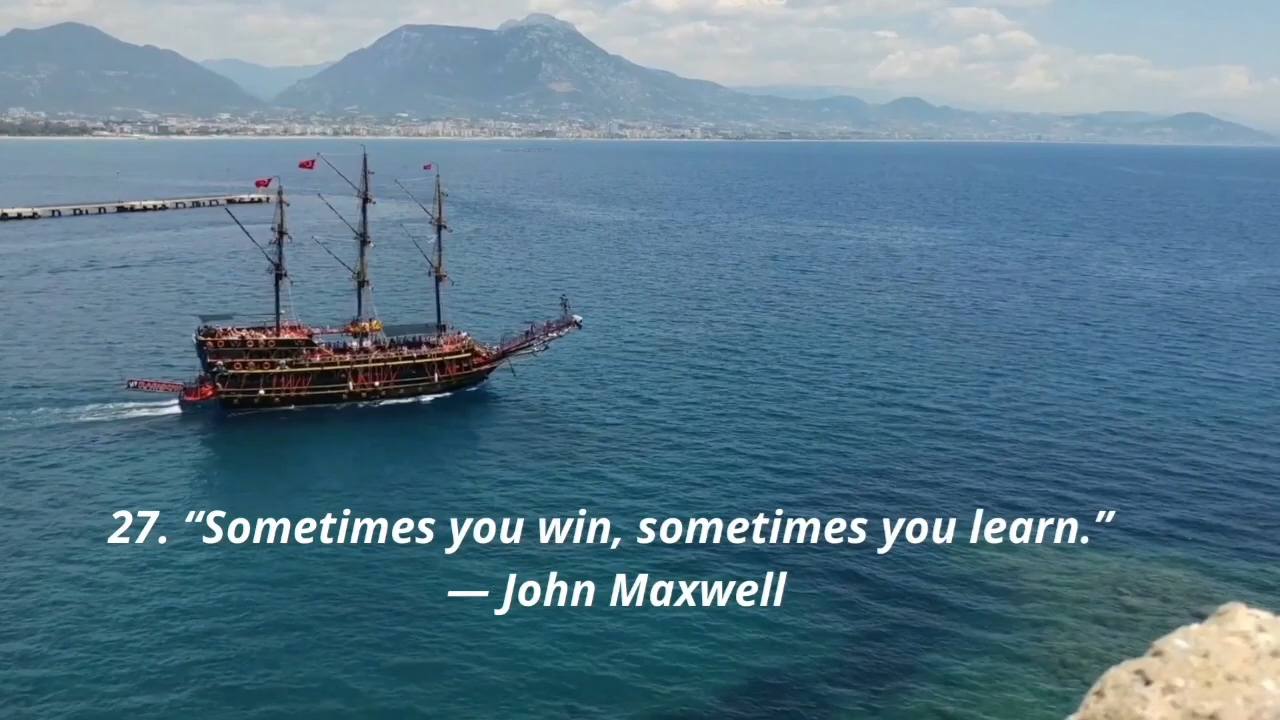 27. “Sometimes you win, sometimes you learn.”
— John Maxwell